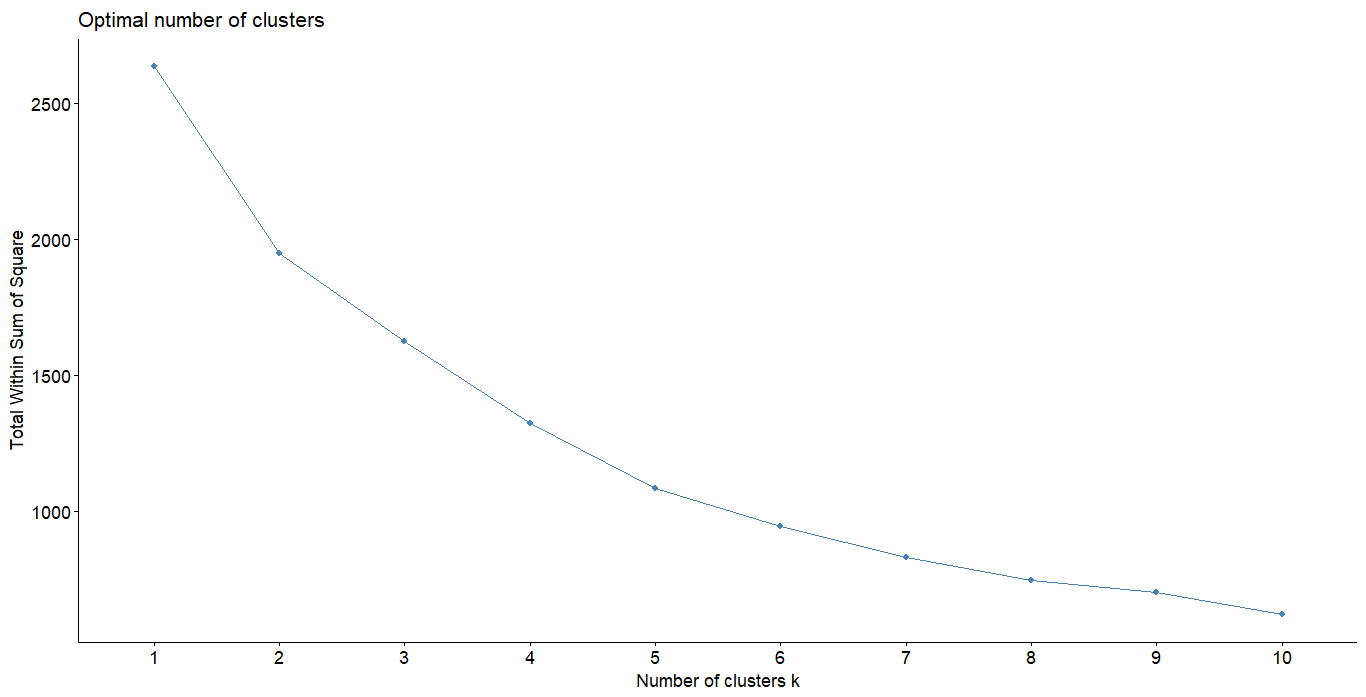 Optimal number of clusters
Total Within Sum of Square
2500
2000
1500
1000
1 2 3 4 5 6 7 8 9 10
Number of clusters k